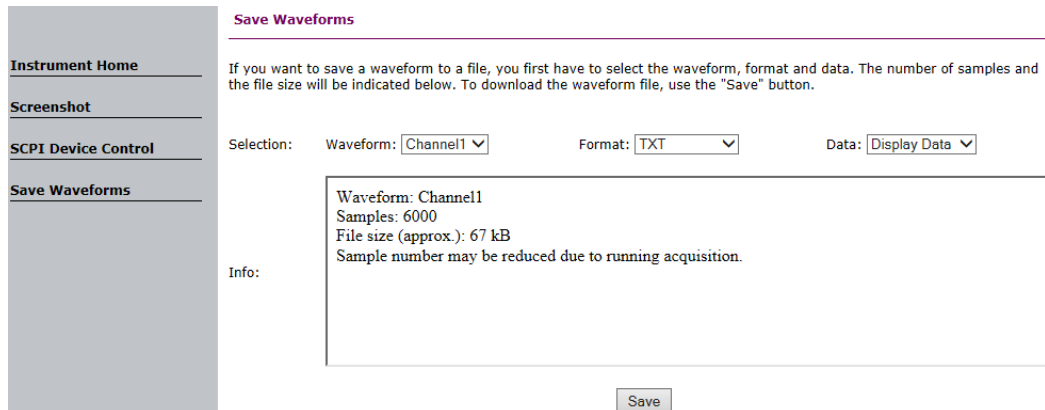 Save Waveforms
Instrument Home
Screenshot
SCPI Device Control
Save Waveforms
If you want to save a waveform to a file, you first have to select the waveform, format and data. The number of samples and
the file size will be indicated below. To download the waveform file, use the "Save" button.
Selection: Waveform: Channel1 Format: TXT Data: Display Data
Info:
Waveform: Channel1
Samples: 6000
File size (approx.): 67 kB
Sample number may be reduced due to running acquisition.
Save